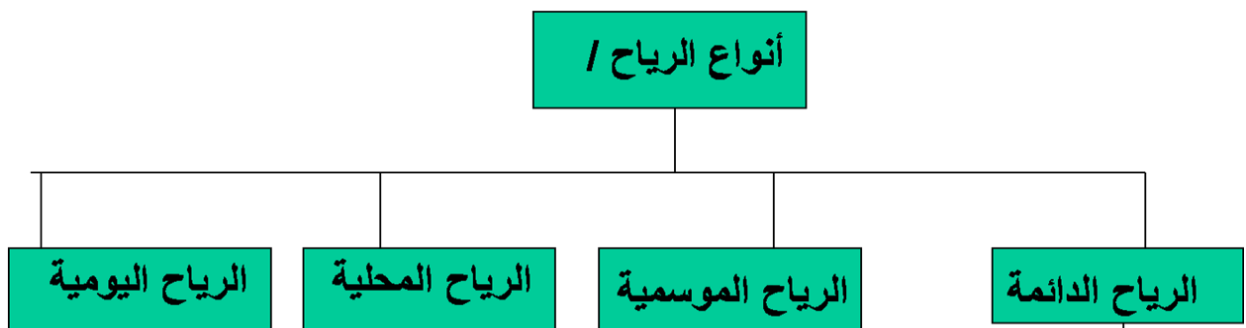 أنواع الرياح /
الرياح الدائمة
الرياح الموسمية
الرياح المحلية
الرياح اليومية